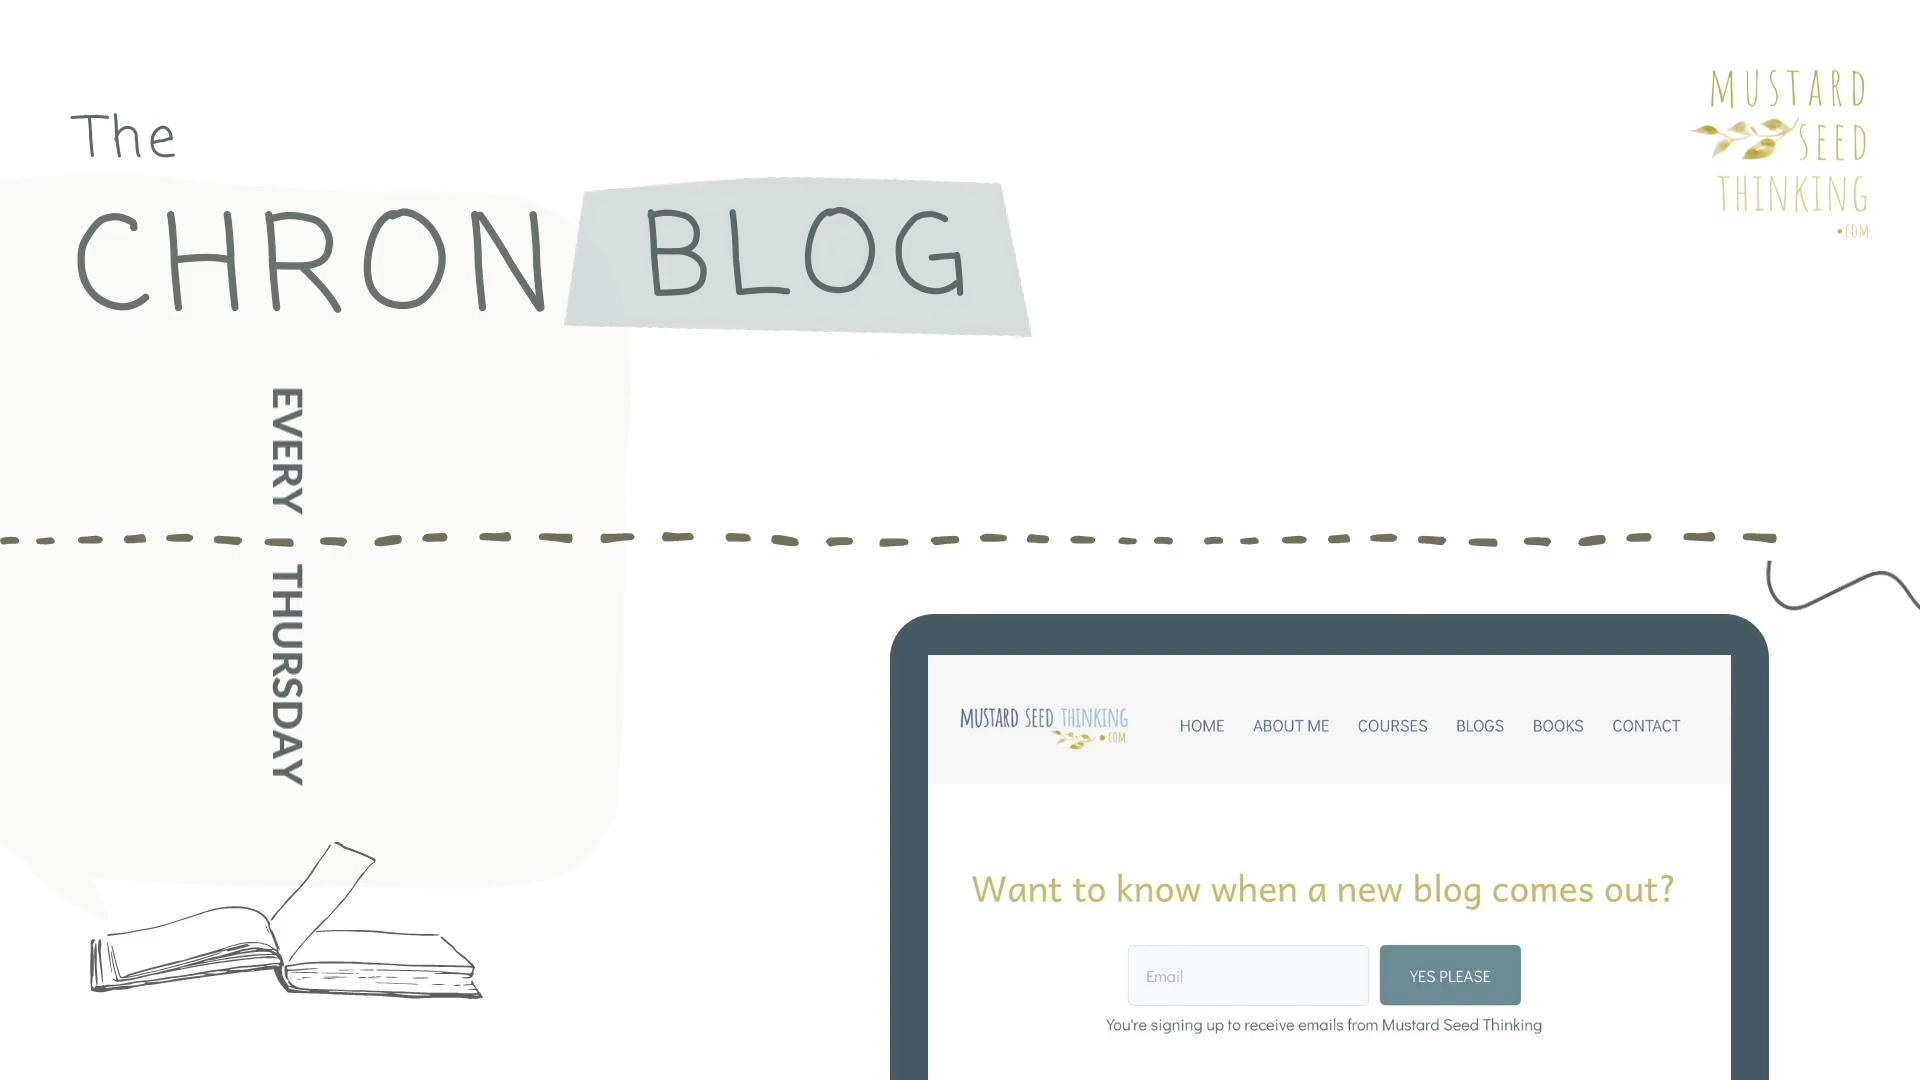 The
CHRON BLOG
MUSTARD
SEED
THINKING
.COM
EVERY THURSDAY
MUSTARD SEED THINKING
.COM
HOME ABOUT ME COURSES BLOGS BOOKS CONTACT
Want to know when a new blog comes out?
Email YES PLEASE
You're signing up to receive emails from Mustard Seed Thinking